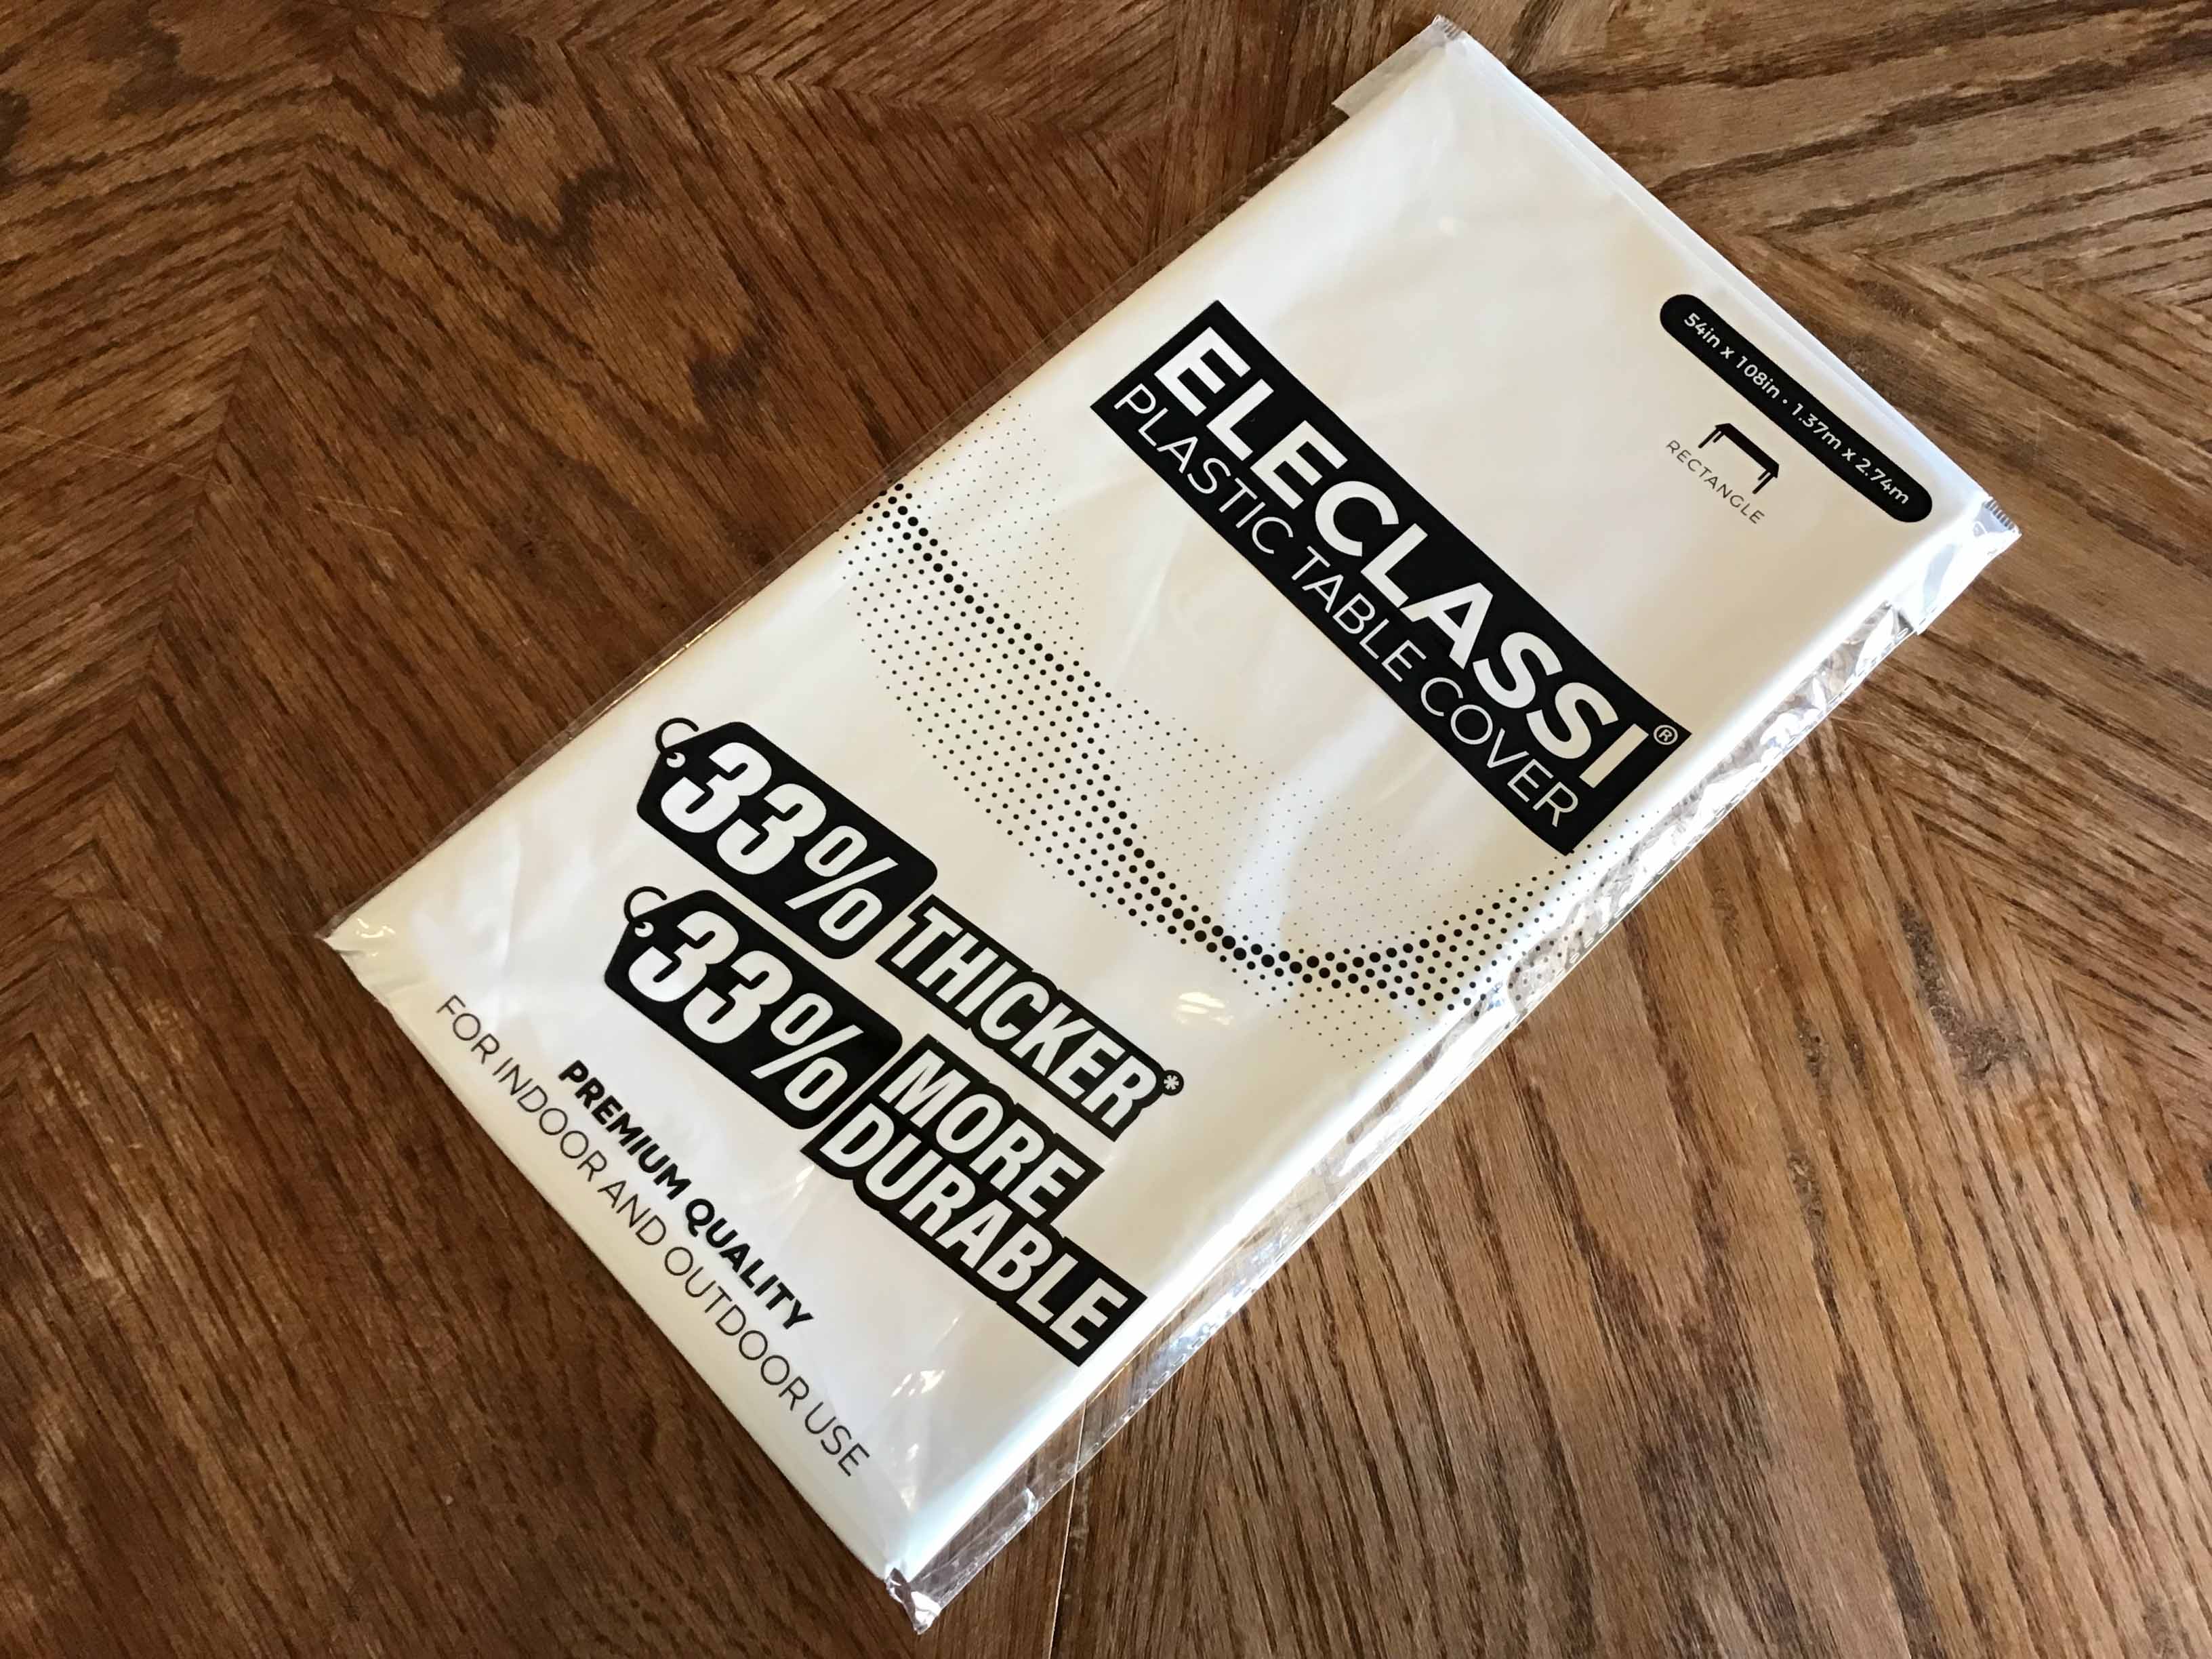 54in x 108in • 1.37m x 2.74m
RECTANGLE
ELECLASSI®
PLASTIC TABLE COVER
33% THICKER*
33% MORE
DURABLE
PREMIUM QUALITY
FOR INDOOR AND OUTDOOR USE